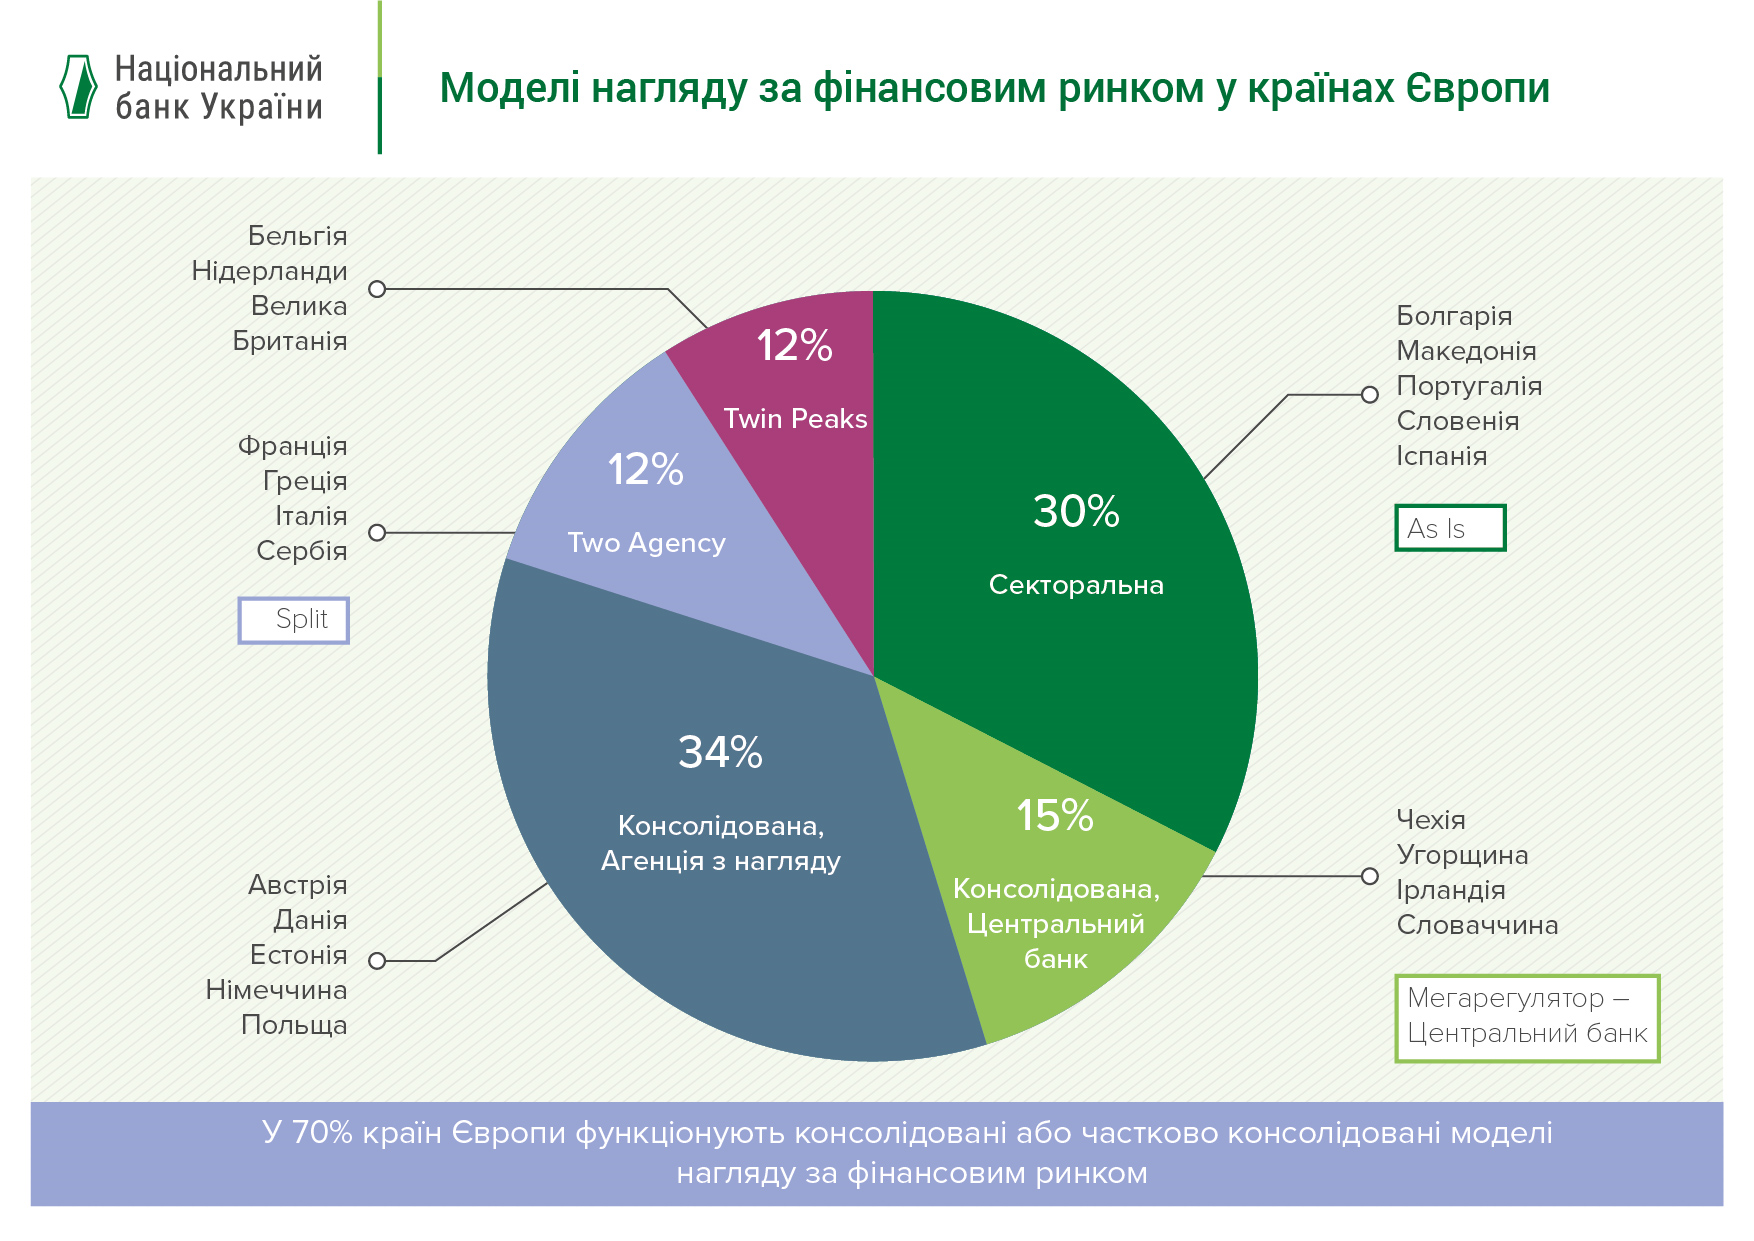 Національний
банк України
Моделі нагляду за фінансовим ринком у країнах Європи
Бельгія
Нідерланди
Велика
Британія
Франція
Греція
Італія
Сербія
Split
Австрія
Данія
Естонія
Німеччина
Польща
12%
Twin Peaks
12%
Two Agency
34%
Консолідована,
Агенція з нагляду
30%
Секторальна
15%
Консолідована,
Центральний
банк
Болгарія
Македонія
Португалія
Словенія
Іспанія
As Is
Чехія
Угорщина
Ірландія
Словаччина
Мегарегулятор –
Центральний банк
У 70% країн Європи функціонують консолідовані або частково консолідовані моделі
нагляду за фінансовим ринком